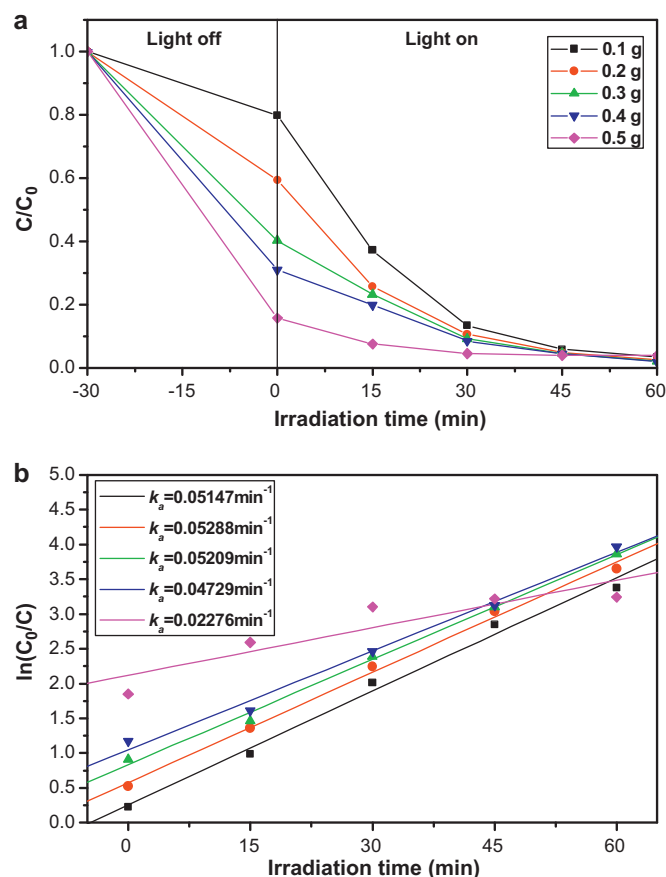 a
Light off
Light on
0.1 g
0.2 g
0.3 g
0.4 g
0.5 g
C/C0
1.0
0.8
0.6
0.4
0.2
0.0
-30 -15 0 15 30 45 60
Irradiation time (min)
b
kₐ=0.05147min⁻¹
kₐ=0.05288min⁻¹
kₐ=0.05209min⁻¹
kₐ=0.04729min⁻¹
kₐ=0.02276min⁻¹
ln(C0/C)
5.0
4.5
4.0
3.5
3.0
2.5
2.0
1.5
1.0
0.5
0.0
0 15 30 45 60
Irradiation time (min)